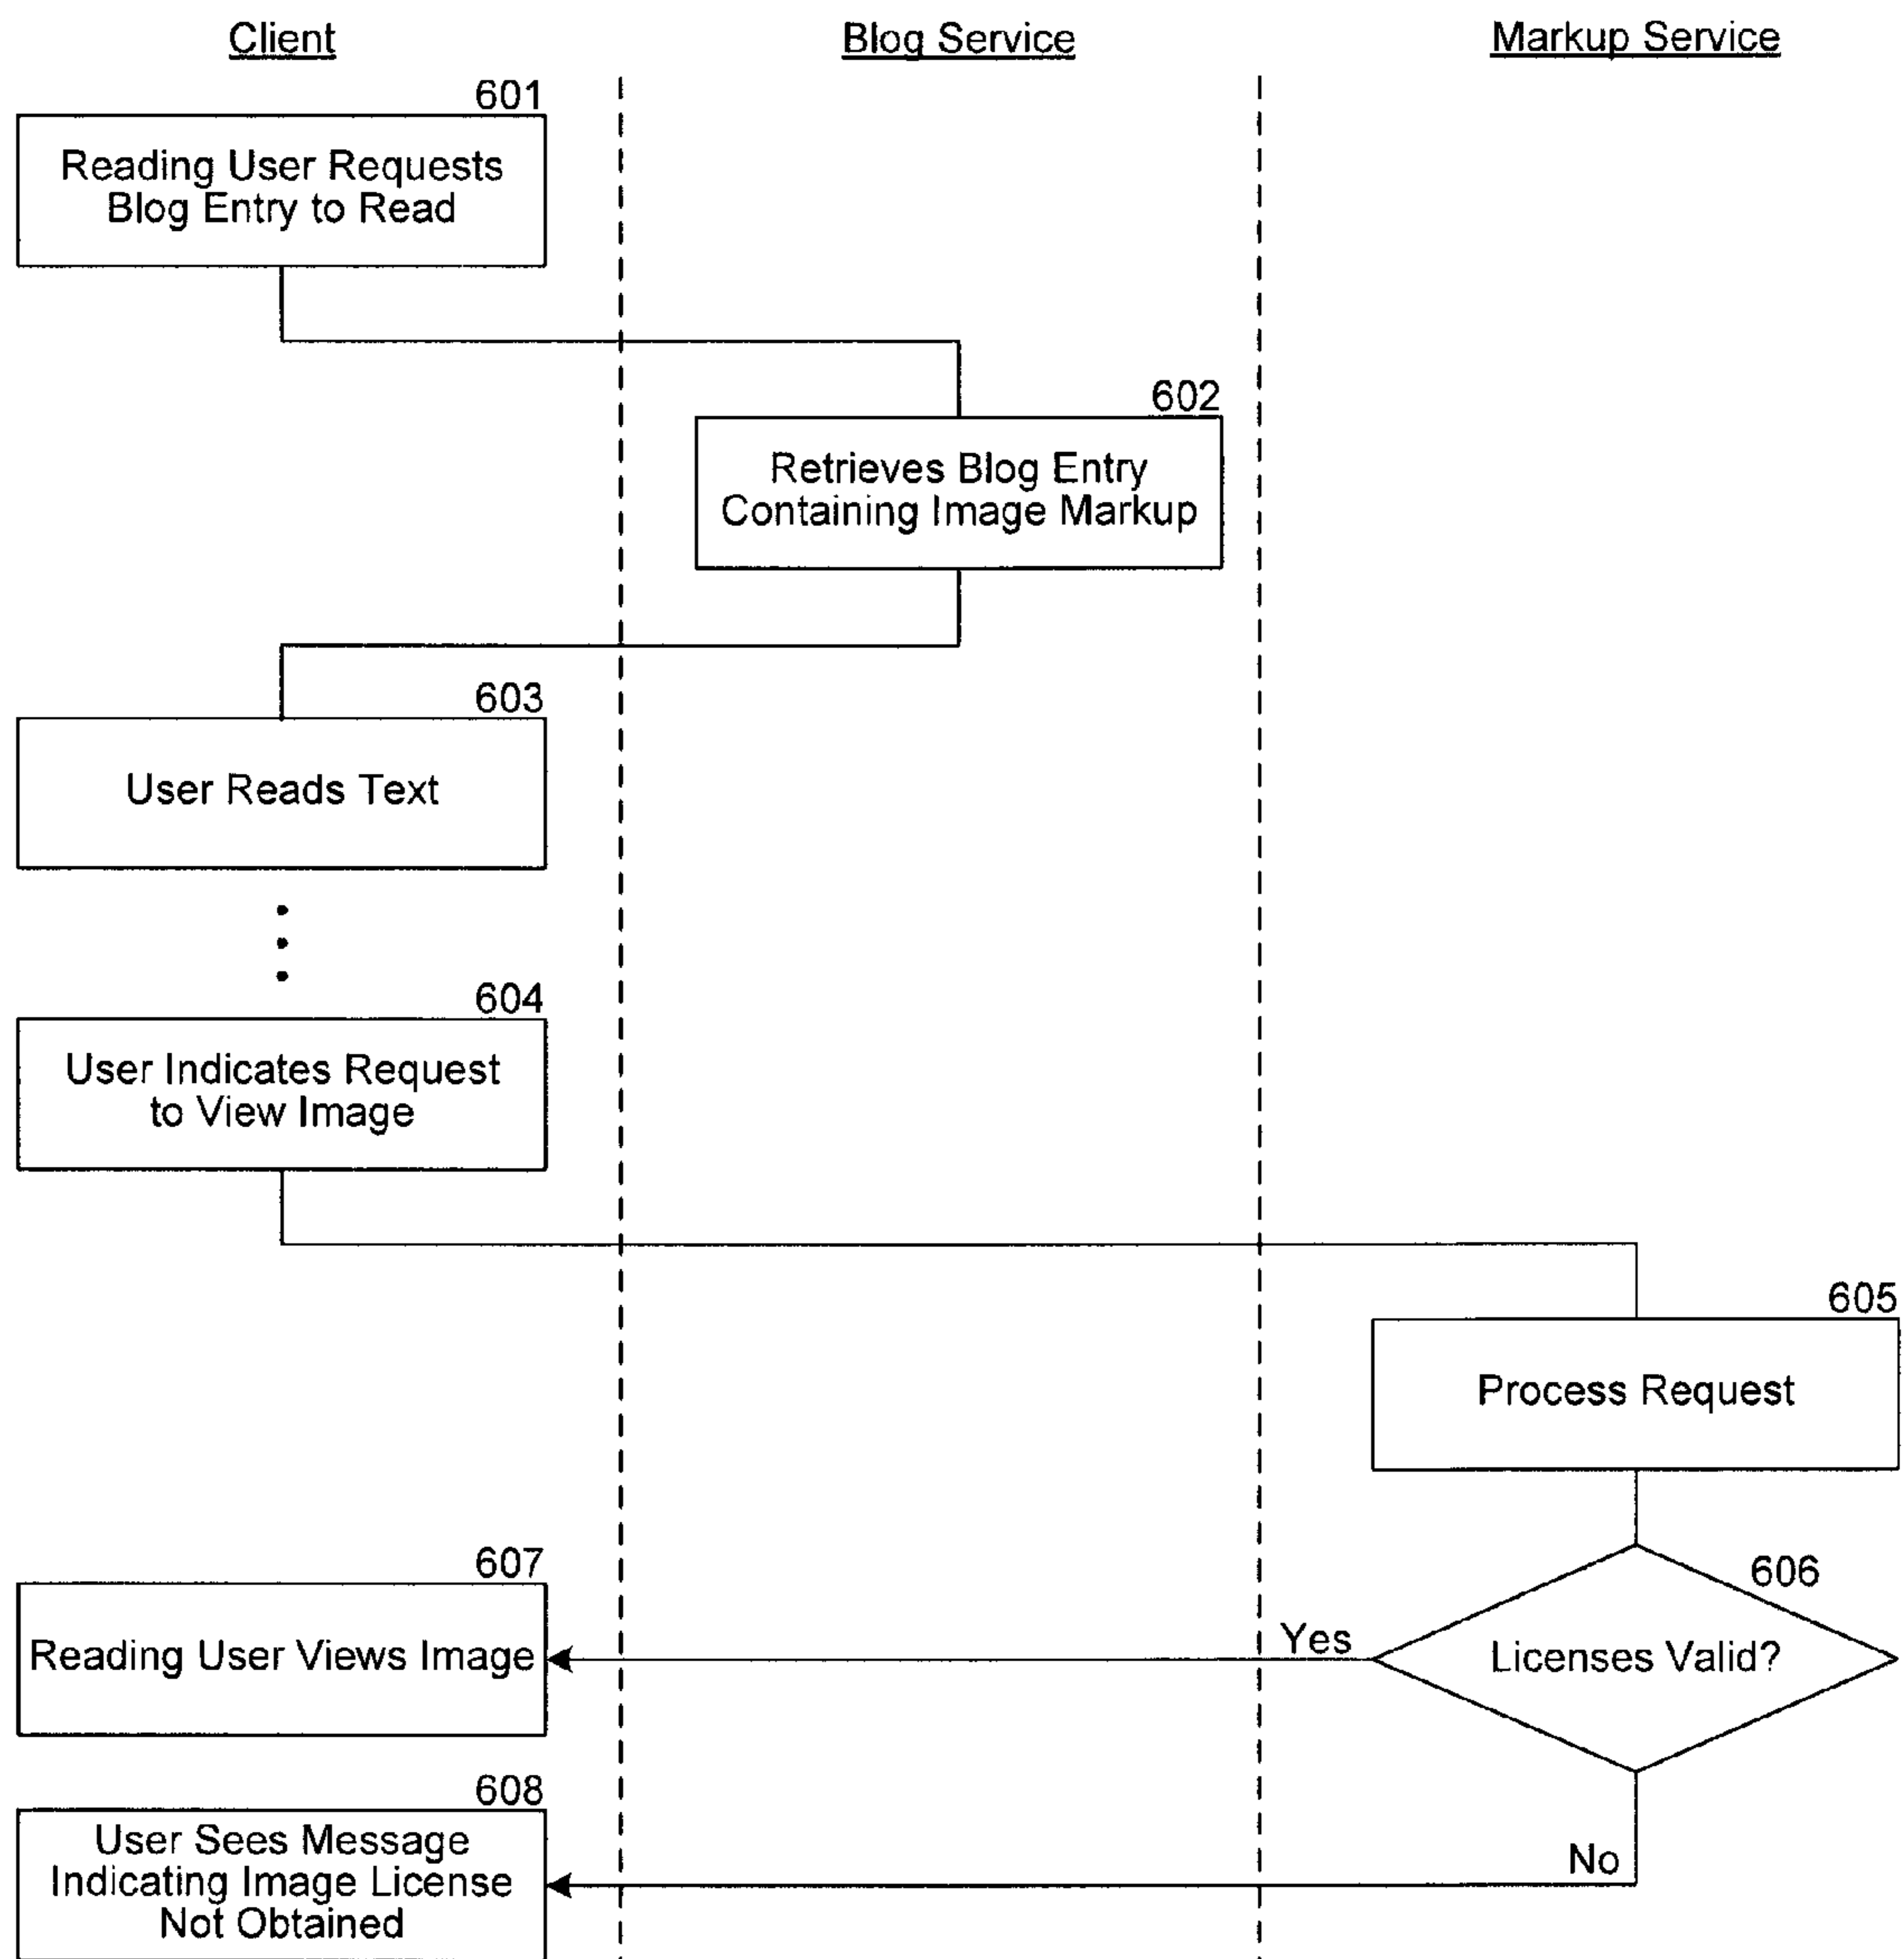 Client
Blog Service
Markup Service
601
Reading User Requests
Blog Entry to Read
602
Retrieves Blog Entry
Containing Image Markup
603
User Reads Text
604
User Indicates Request
to View Image
605
Process Request
606
Licenses Valid?
Yes
607
Reading User Views Image
No
608
User Sees Message
Indicating Image License
Not Obtained